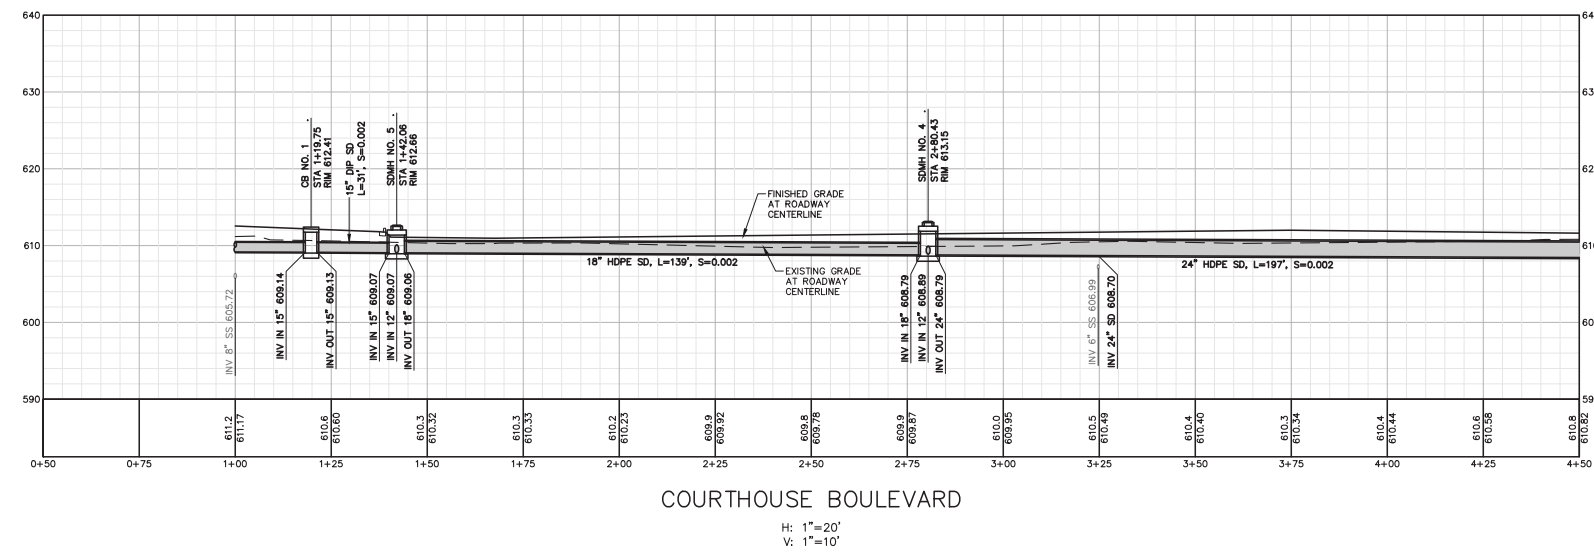 640
630
620
610
600
590
64
63
62
61
60
59
CB NO. 1
STA 1+19.75
RIM 612.41
15" DIP SD
L=31', S=0.002
SDMH NO. 5
STA 1+42.06
RIM 612.66
SDMH NO. 4
STA 2+80.43
RIM 613.15
FINISHED GRADE
AT ROADWAY
CENTERLINE
EXISTING GRADE
AT ROADWAY
CENTERLINE
18" HDPE SD, L=139', S=0.002
24" HDPE SD, L=197', S=0.002
INV 8" SS 605.72
INV IN 15" 609.14
INV OUT 15" 609.13
INV IN 15" 609.07
INV IN 12" 609.07
INV OUT 18" 609.06
INV IN 18" 608.79
INV IN 12" 608.89
INV OUT 24" 608.79
INV 6" SS 606.99
INV 24" SD 608.70
611.2
611.17
610.6
610.60
610.3
610.32
610.3
610.33
610.2
610.23
609.9
609.92
609.8
609.78
609.9
609.87
610.0
609.95
610.5
610.49
610.4
610.40
610.3
610.34
610.4
610.44
610.6
610.58
610.8
610.82
0+50 0+75 1+00 1+25 1+50 1+75 2+00 2+25 2+50 2+75 3+00 3+25 3+50 3+75 4+00 4+25 4+50
COURTHOUSE BOULEVARD
H: 1"=20'
V: 1"=10'